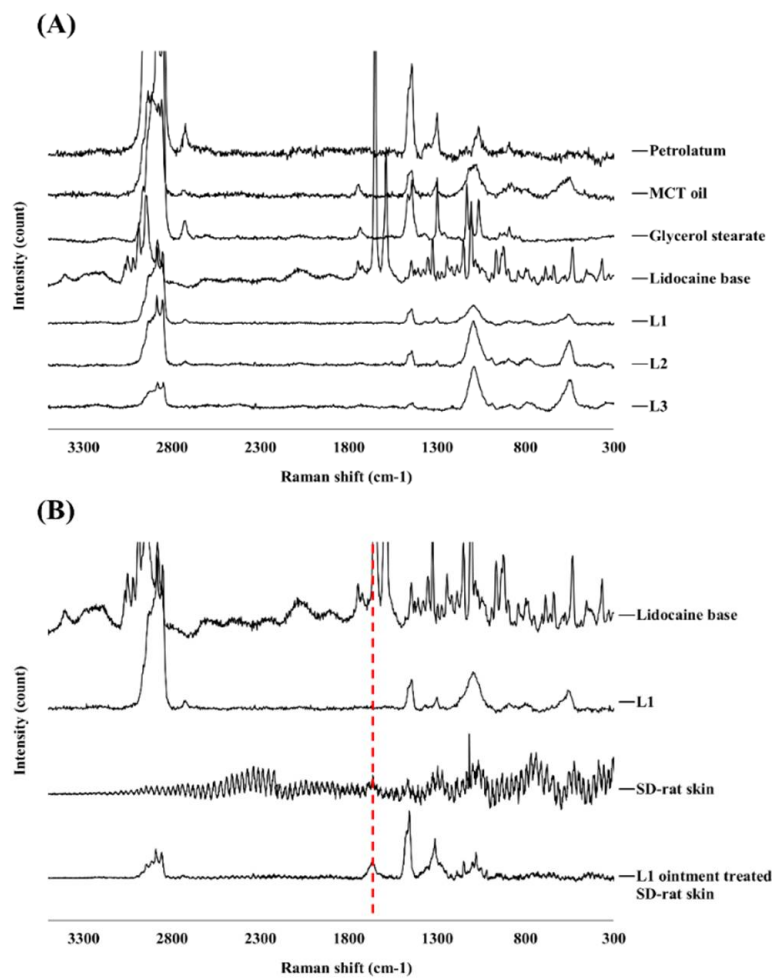 (A)
Intensity (count)
Petrolatum
MCT oil
Glycerol stearate
Lidocaine base
L1
L2
L3
3300 2800 2300 1800 1300 800 300
Raman shift (cm-1)
(B)
Intensity (count)
Lidocaine base
L1
SD-rat skin
L1 ointment treated
SD-rat skin
3300 2800 2300 1800 1300 800 300
Raman shift (cm-1)